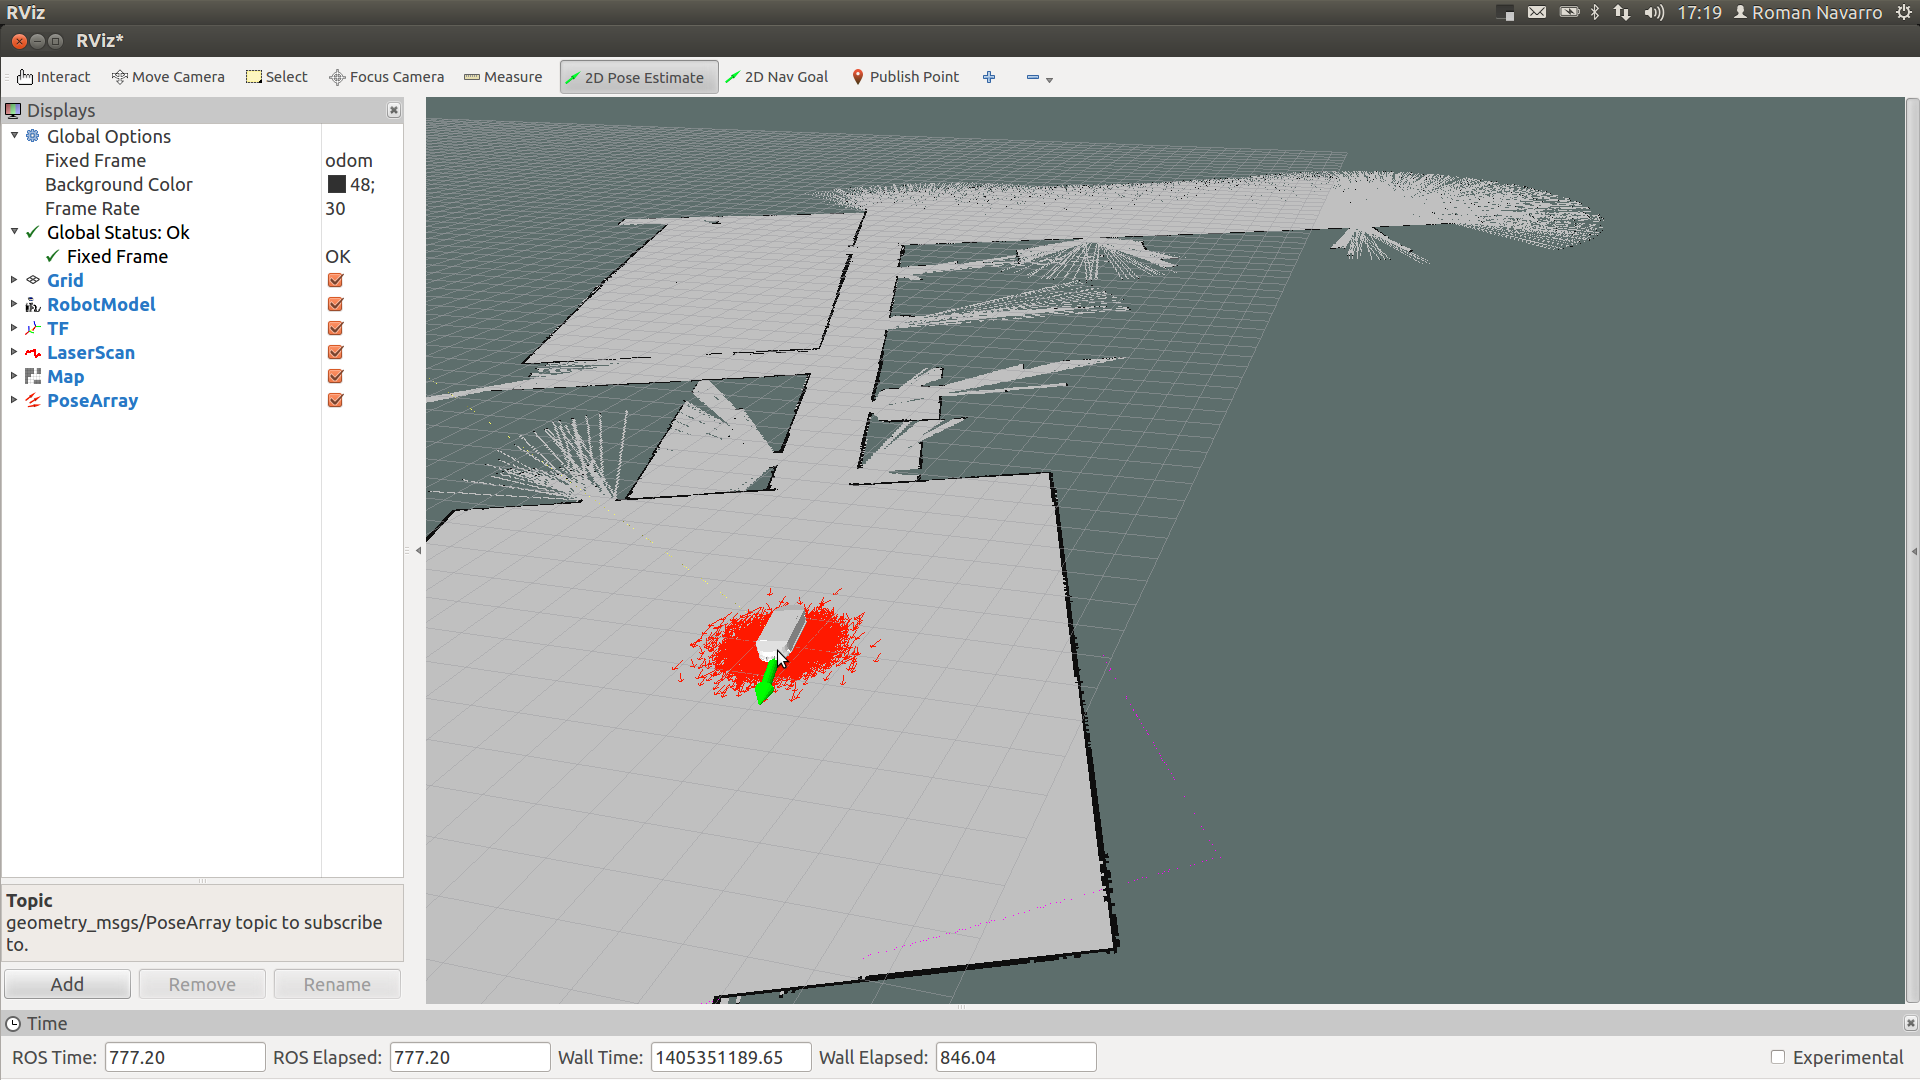 RViz
17:19 Roman Navarro
RViz*
Interact Move Camera Select Focus Camera Measure 2D Pose Estimate 2D Nav Goal Publish Point
Displays
Global Options
Fixed Frame odom
Background Color 48;
Frame Rate 30
Global Status: Ok
Fixed Frame OK
Grid
RobotModel
TF
LaserScan
Map
PoseArray
Topic
geometry_msgs/PoseArray topic to subscribe
to.
Add Remove Rename
Time
ROS Time: 777.20 ROS Elapsed: 777.20 Wall Time: 1405351189.65 Wall Elapsed: 846.04 Experimental